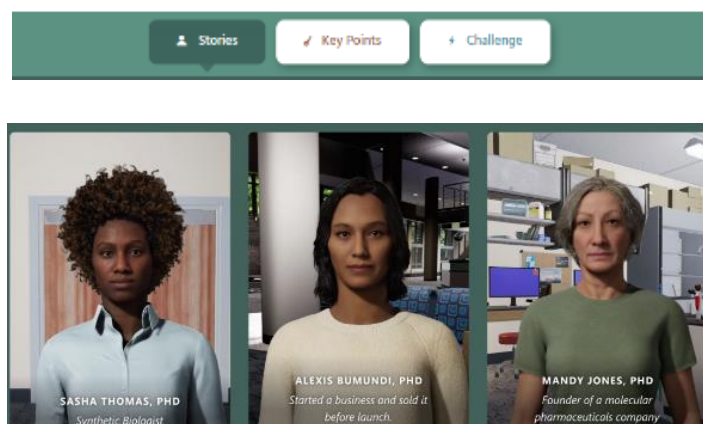 Stories
Key Points
Challenge
SASHA THOMAS, PHD
Synthetic Biologist
ALEXIS BUMUNDI, PHD
Started a business and sold it
before launch.
MANDY JONES, PHD
Founder of a molecular
pharmaceuticals company